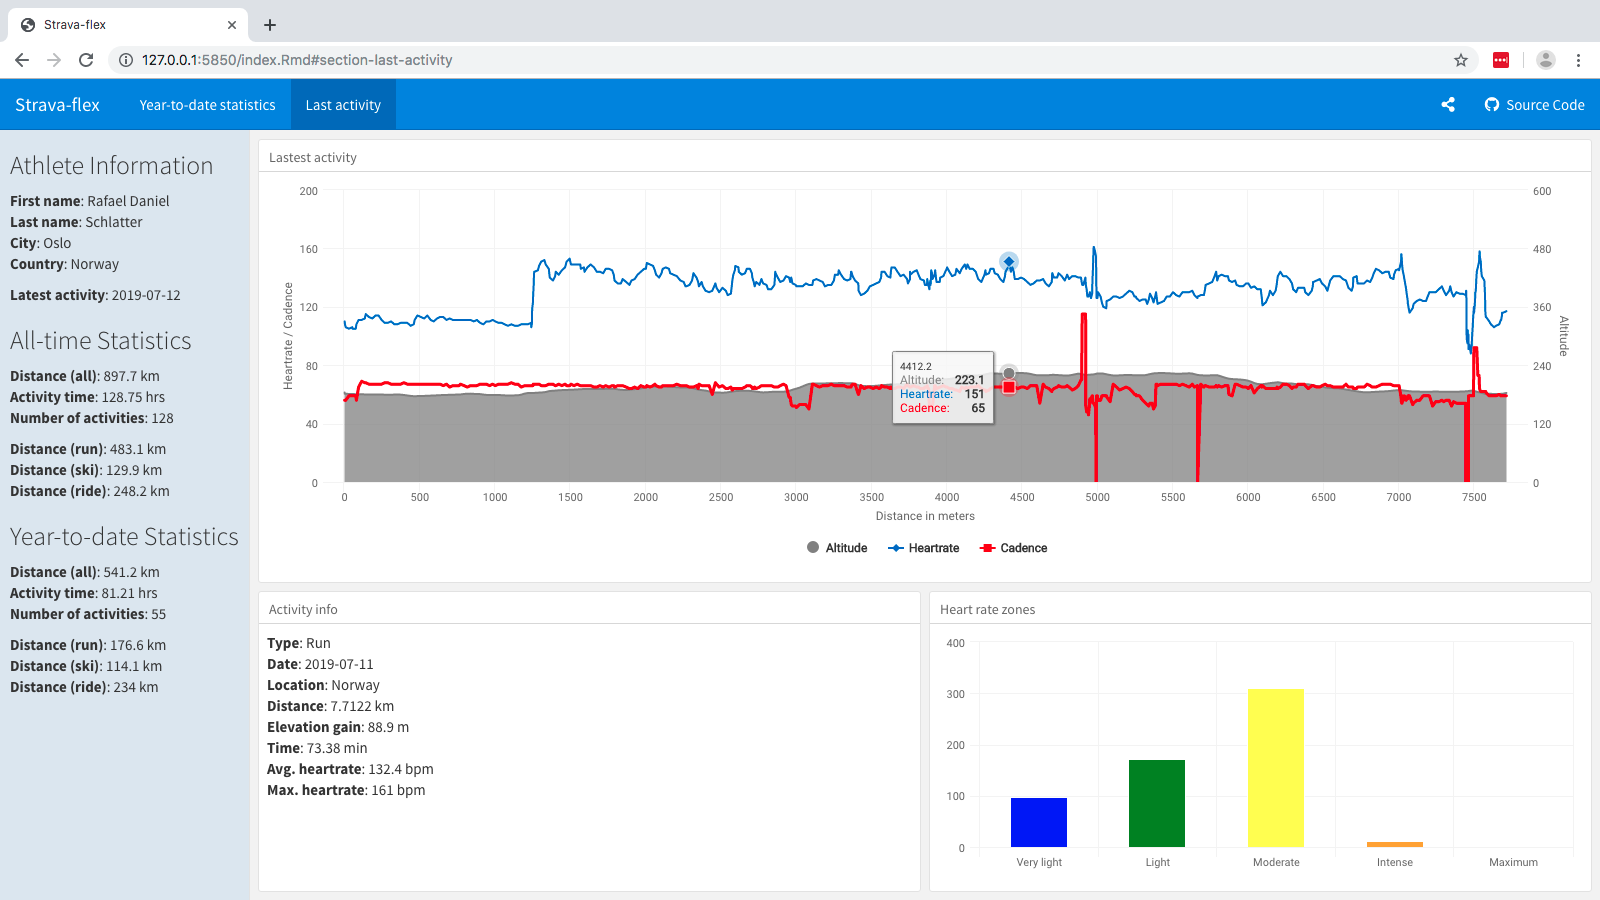 Strava-flex
127.0.0.1:5850/index.Rmd#section-last-activity
Strava-flex
Year-to-date statistics
Last activity
Source Code
Athlete Information
First name: Rafael Daniel
Last name: Schlatter
City: Oslo
Country: Norway
Latest activity: 2019-07-12
All-time Statistics
Distance (all): 897.7 km
Activity time: 128.75 hrs
Number of activities: 128
Distance (run): 483.1 km
Distance (ski): 129.9 km
Distance (ride): 248.2 km
Year-to-date Statistics
Distance (all): 541.2 km
Activity time: 81.21 hrs
Number of activities: 55
Distance (run): 176.6 km
Distance (ski): 114.1 km
Distance (ride): 234 km
Lastest activity
Heartrate / Cadence
200
160
120
80
40
0
600
480
360
240
120
0
Altitude
4412.2
Altitude: 223.1
Heartrate: 151
Cadence: 65
0 500 1000 1500 2000 2500 3000 3500 4000 4500 5000 5500 6000 6500 7000 7500
Distance in meters
Altitude Heartrate Cadence
Activity info
Type: Run
Date: 2019-07-11
Location: Norway
Distance: 7.7122 km
Elevation gain: 88.9 m
Time: 73.38 min
Avg. heartrate: 132.4 bpm
Max. heartrate: 161 bpm
Heart rate zones
400
300
200
100
0
Very light Light Moderate Intense Maximum